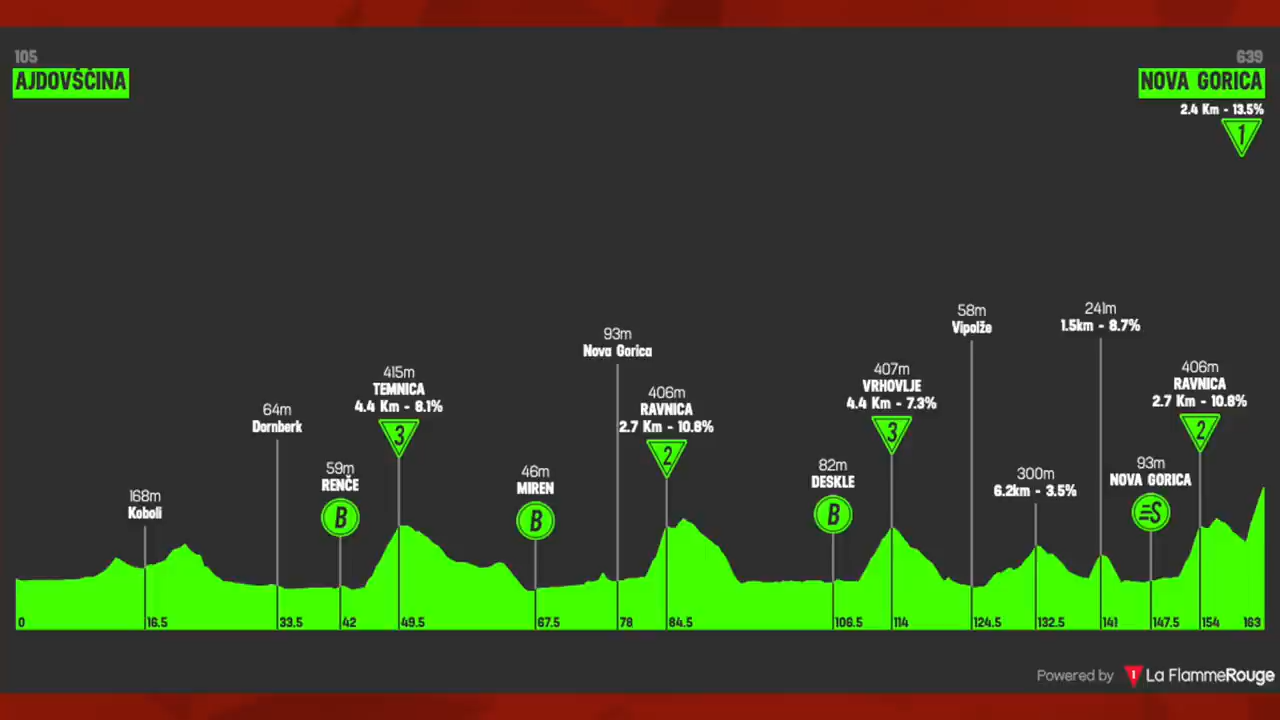 105
AJDOVŠČINA
639
NOVA GORICA
2.4 Km - 13.5%
1
168m
Koboli
64m
Dornberk
59m
RENČE
B
415m
TEMNICA
4.4 Km - 8.1%
3
46m
MIREN
B
93m
Nova Gorica
406m
RAVNICA
2.7 Km - 10.8%
2
82m
DESKLE
B
407m
VRHOVLJE
4.4 Km - 7.3%
3
58m
Vipolže
300m
6.2km - 3.5%
241m
1.5km - 8.7%
93m
NOVA GORICA
S
406m
RAVNICA
2.7 Km - 10.8%
2
0 16.5 33.5 42 49.5 67.5 78 84.5 106.5 114 124.5 132.5 141 147.5 154 163
Powered by La FlammeRouge